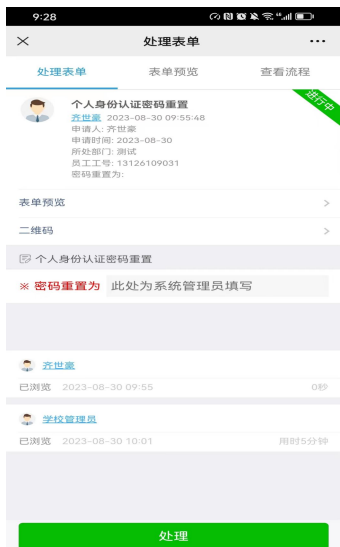 9:28
处理表单
处理表单 表单预览 查看流程
进行中
个人身份认证密码重置
齐世豪 2023-08-30 09:55:48
申请人: 齐世豪
申请时间: 2023-08-30
所处部门: 测试
员工工号: 13126109031
密码重置为:
表单预览
二维码
个人身份认证密码重置
※ 密码重置为 此处为系统管理员填写
齐世豪
已浏览 2023-08-30 09:55 0秒
学校管理员
已浏览 2023-08-30 10:01 用时5分钟
处理